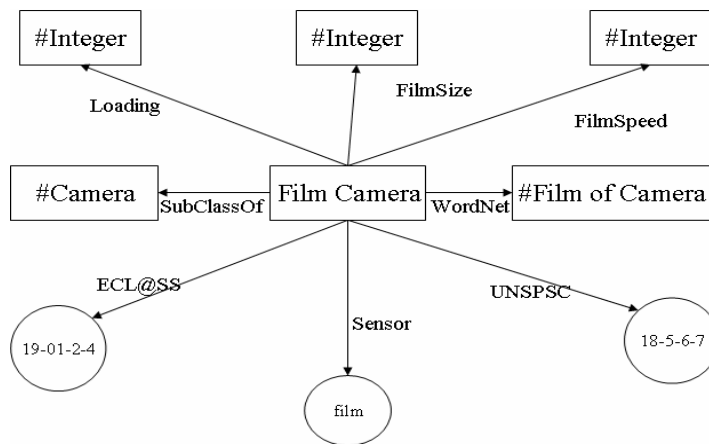 #Integer
#Integer
#Integer
Loading
FilmSize
FilmSpeed
#Camera
SubClassOf
Film Camera
WordNet
#Film of Camera
ECL@SS
UNSPSC
Sensor
19-01-2-4
18-5-6-7
film